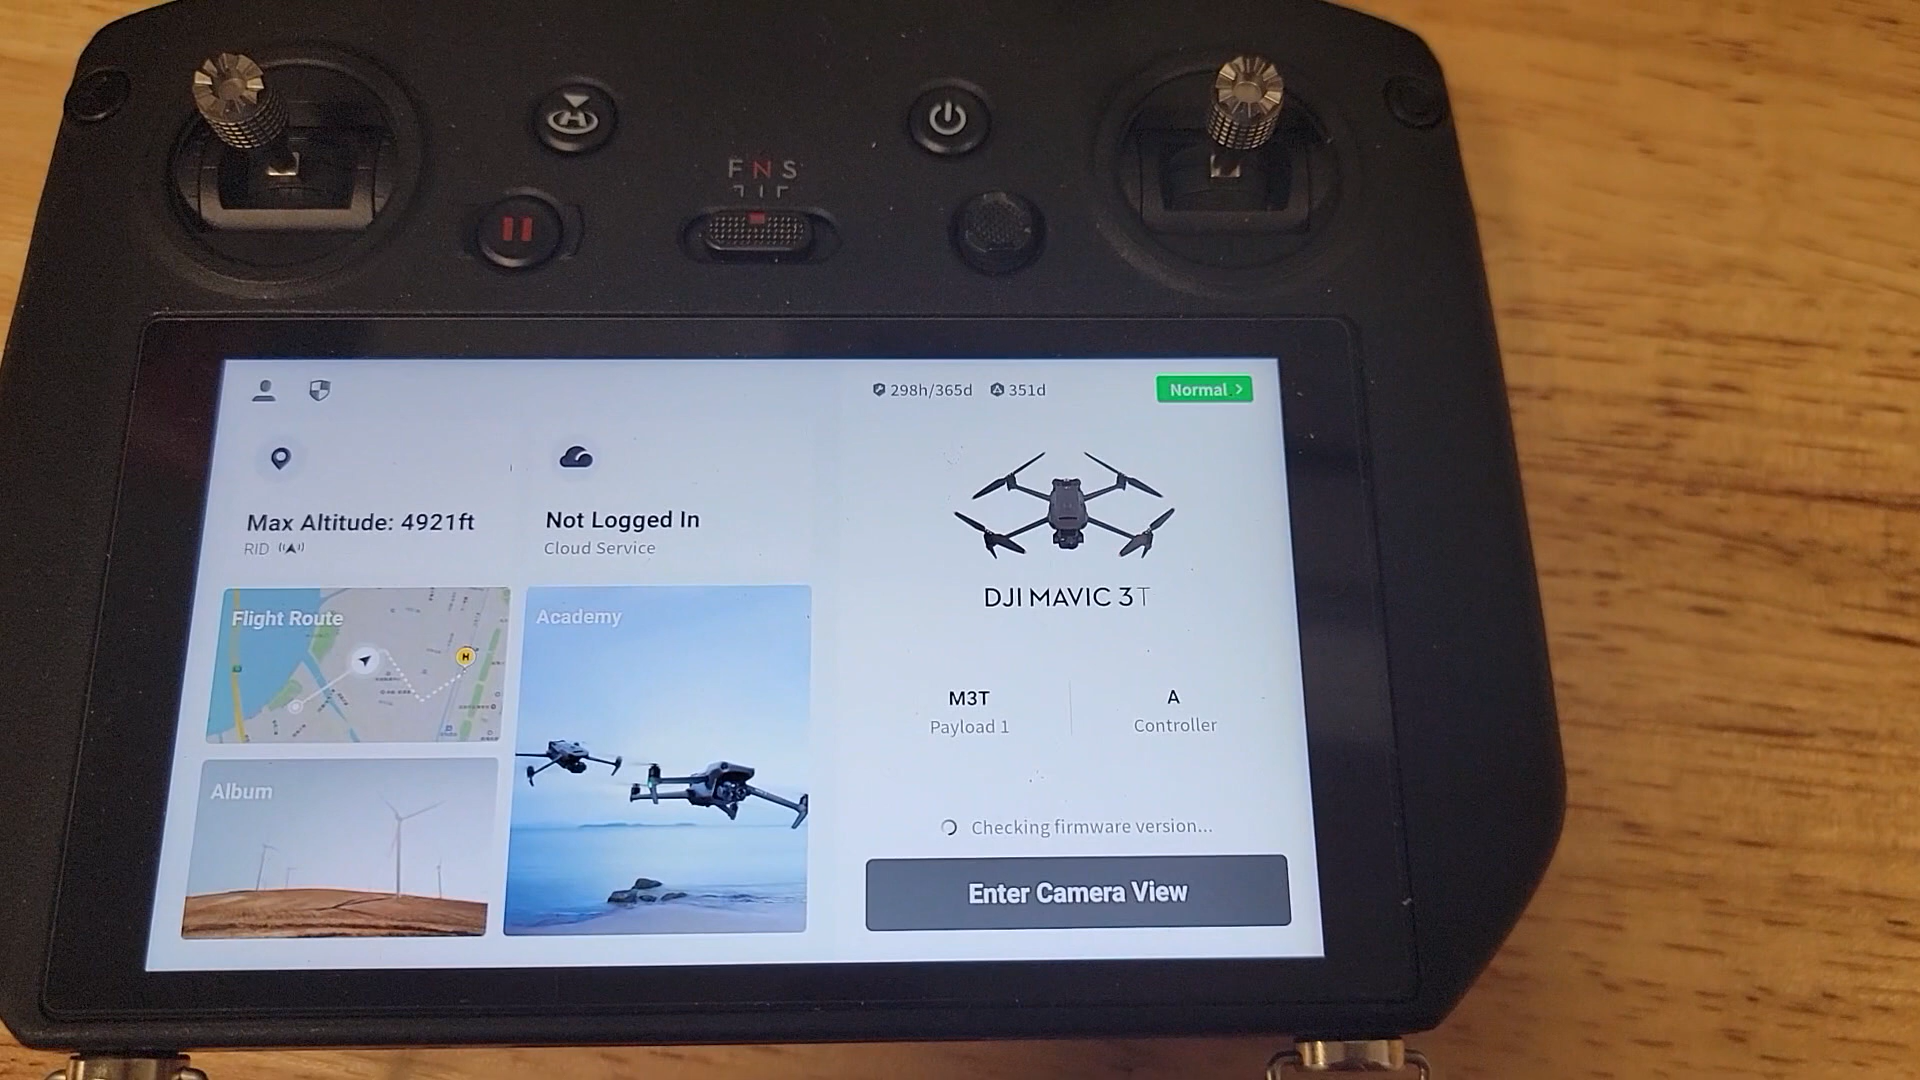 F N S
298h/365d 351d
Normal >
Max Altitude: 4921ft
RID
Not Logged In
Cloud Service
Flight Route
H
Album
Academy
DJI MAVIC 3T
M3T
Payload 1
A
Controller
Checking firmware version...
Enter Camera View